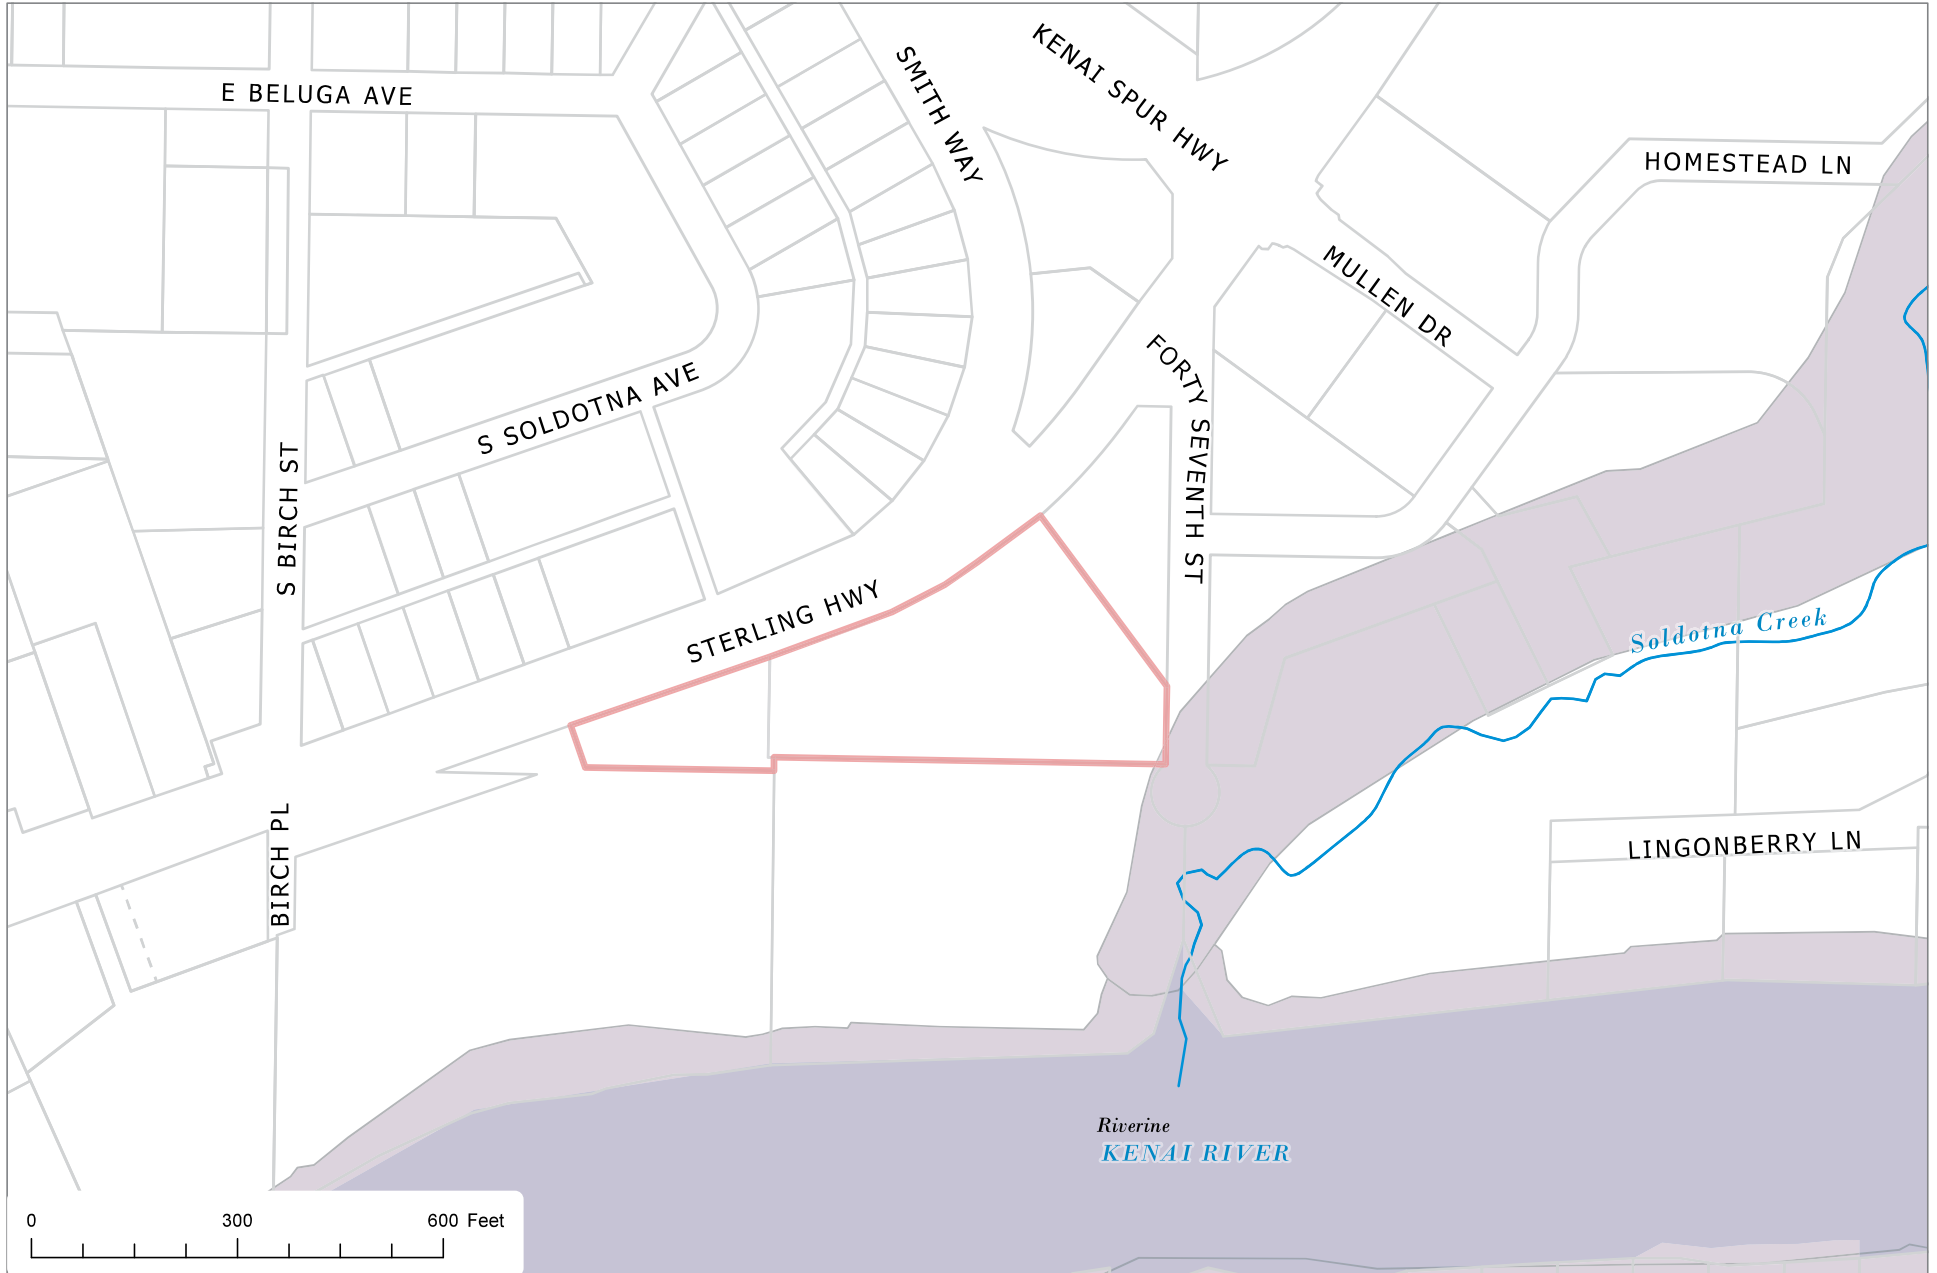 KENAI SPUR HWY
SMITH WAY
E BELUGA AVE
HOMESTEAD LN
MULLEN DR
FORTY SEVENTH ST
S SOLDOTNA AVE
S BIRCH ST
STERLING HWY
Soldotna Creek
BIRCH PL
LINGONBERRY LN
Riverine
KENAI RIVER
0 300 600 Feet